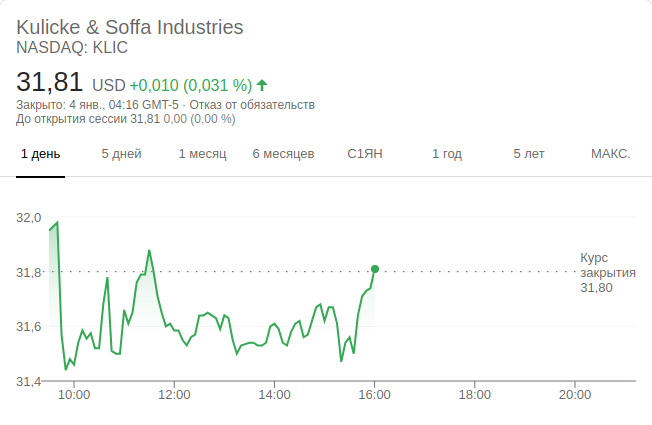 Kulicke & Soffa Industries
NASDAQ: KLIC
31,81 USD +0,010 (0,031 %)
Закрыто: 4 янв., 04:16 GMT-5 · Отказ от обязательств
До открытия сессии 31,81 0,00 (0,00 %)
1 день 5 дней 1 месяц 6 месяцев С1ЯН 1 год 5 лет МАКС.
32,0
Курс
31,8 закрытия
31,80
31,6
31,4
10:00 12:00 14:00 16:00 18:00 20:00